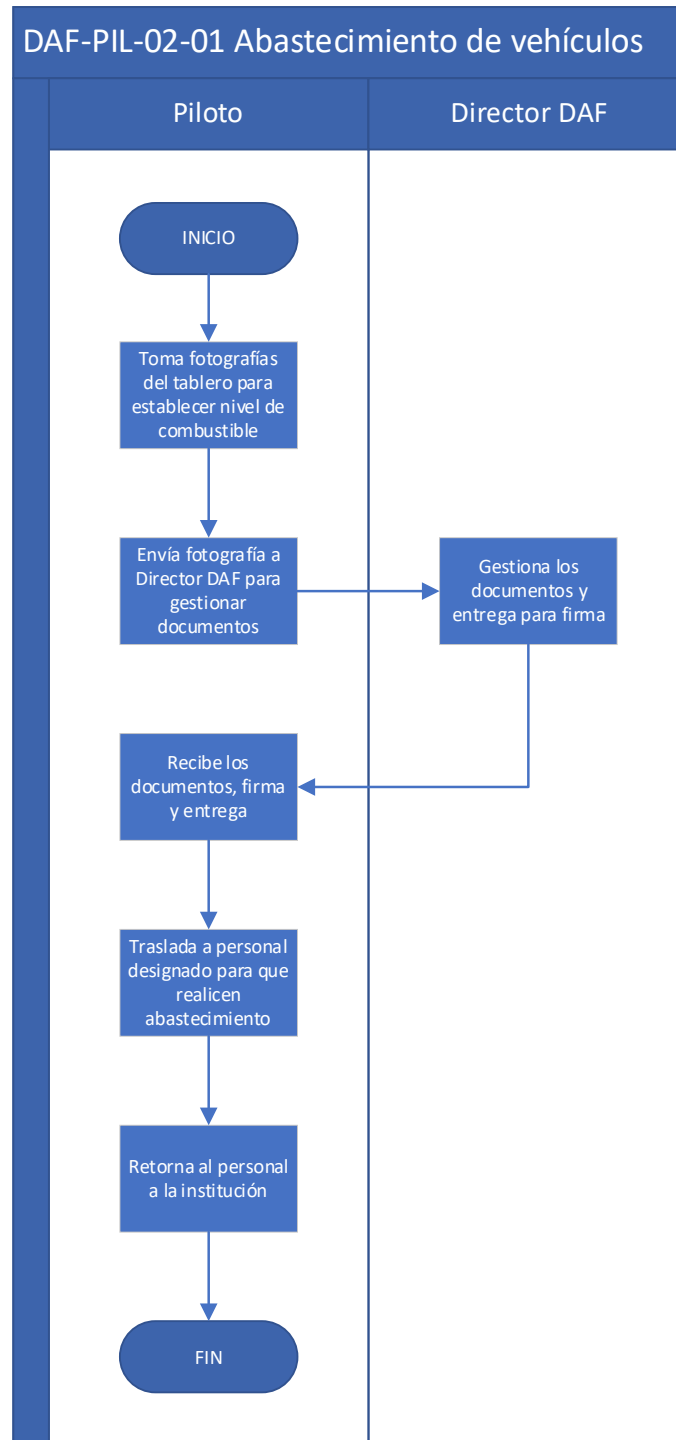 DAF-PIL-02-01 Abastecimiento de vehículos
Piloto
Director DAF
INICIO
Toma fotografías
del tablero para
establecer nivel de
combustible
Envía fotografía a
Director DAF para
gestionar
documentos
Gestiona los
documentos y
entrega para firma
Recibe los
documentos, firma
y entrega
Traslada a personal
designado para que
realicen
abastecimiento
Retorna al personal
a la institución
FIN